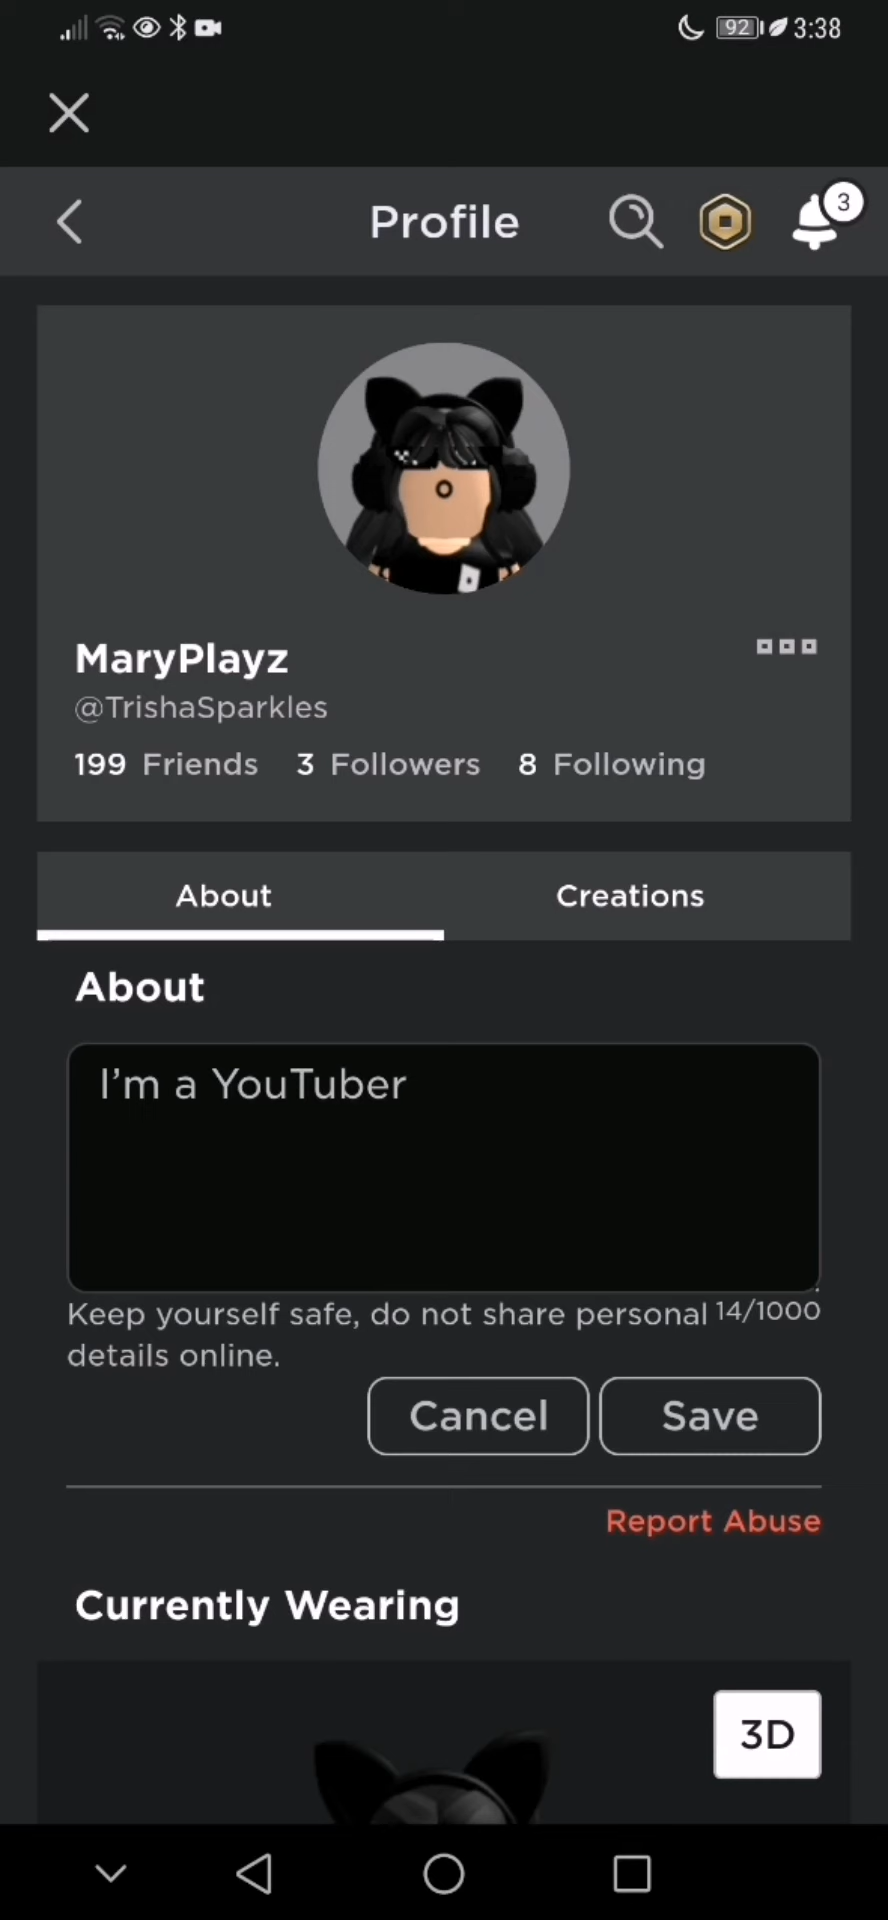 92 3:38
Profile 3
MaryPlayz
@TrishaSparkles
199 Friends 3 Followers 8 Following
About Creations
About
I’m a YouTuber
Keep yourself safe, do not share personal 14/1000
details online.
Cancel Save
Report Abuse
Currently Wearing
3D